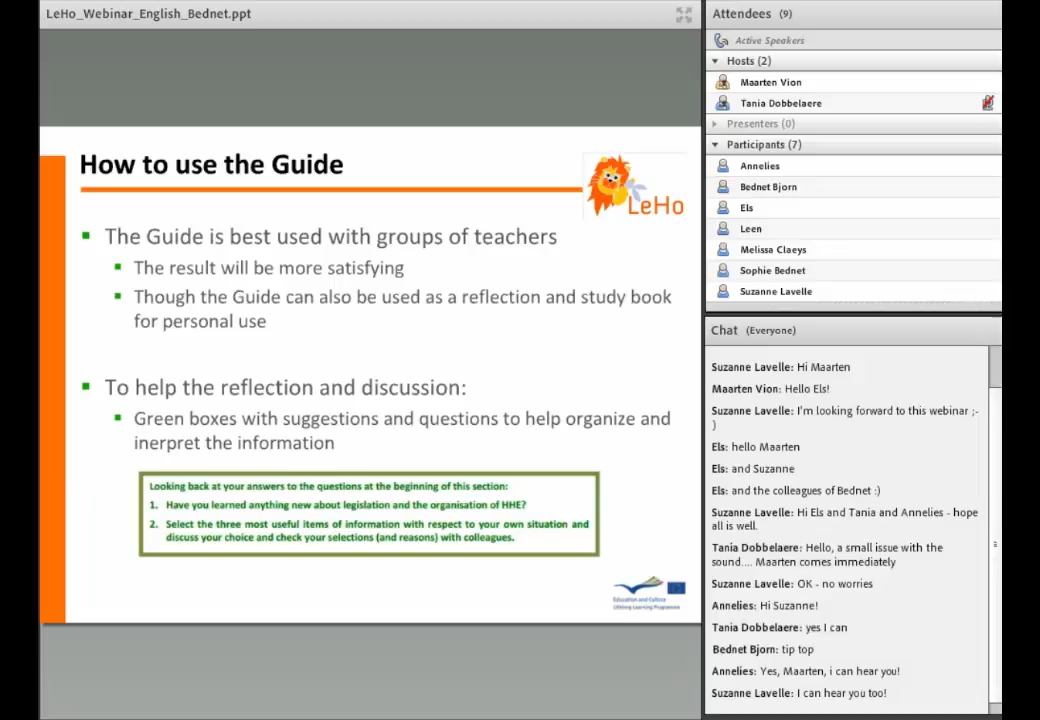 LeHo_Webinar_English_Bednet.ppt
How to use the Guide
LeHo
The Guide is best used with groups of teachers
The result will be more satisfying
Though the Guide can also be used as a reflection and study book
for personal use
To help the reflection and discussion:
Green boxes with suggestions and questions to help organize and
inerpret the information
Looking back at your answers to the questions at the beginning of this section:
1. Have you learned anything new about legislation and the organisation of HHE?
2. Select the three most useful items of information with respect to your own situation and
discuss your choice and check your selections (and reasons) with colleagues.
Education and Culture
Lifelong Learning Programme
Attendees (9)
Active Speakers
Hosts (2)
Maarten Vion
Tania Dobbelaere
Presenters (0)
Participants (7)
Annelies
Bednet Bjorn
Els
Leen
Melissa Claeys
Sophie Bednet
Suzanne Lavelle
Chat (Everyone)
Suzanne Lavelle: Hi Maarten
Maarten Vion: Hello Els!
Suzanne Lavelle: I'm looking forward to this webinar ;-
)
Els: hello Maarten
Els: and Suzanne
Els: and the colleagues of Bednet :)
Suzanne Lavelle: Hi Els and Tania and Annelies - hope
all is well.
Tania Dobbelaere: Hello, a small issue with the
sound.... Maarten comes immediately
Suzanne Lavelle: OK - no worries
Annelies: Hi Suzanne!
Tania Dobbelaere: yes I can
Bednet Bjorn: tip top
Annelies: Yes, Maarten, i can hear you!
Suzanne Lavelle: I can hear you too!